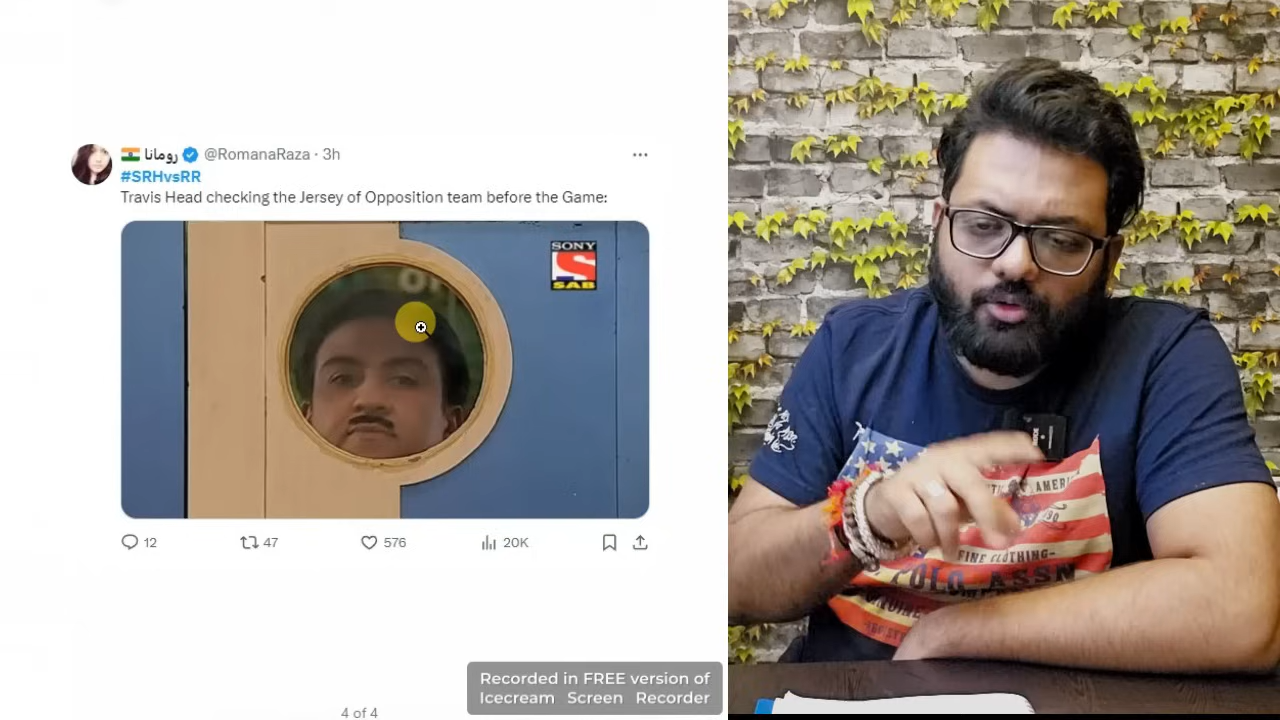 رومانا @RomanaRaza · 3h
#SRHvsRR
Travis Head checking the Jersey of Opposition team before the Game:
SONY
S
SAB
12 47 576 20K
AMERI
FINE CLOTHING
POLO ASSN
Recorded in FREE version of
Icecream Screen Recorder
4 of 4